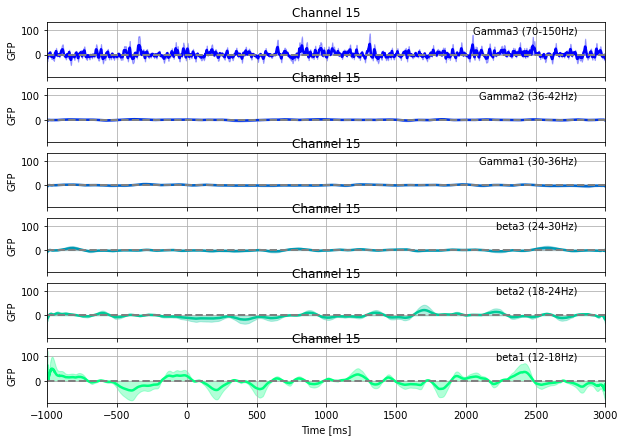 Channel 15
Gamma3 (70-150Hz)
100
0
GFP
Channel 15
Gamma2 (36-42Hz)
100
0
GFP
Channel 15
Gamma1 (30-36Hz)
100
0
GFP
Channel 15
beta3 (24-30Hz)
100
0
GFP
Channel 15
beta2 (18-24Hz)
100
0
GFP
Channel 15
beta1 (12-18Hz)
100
0
GFP
−1000 −500 0 500 1000 1500 2000 2500 3000
Time [ms]